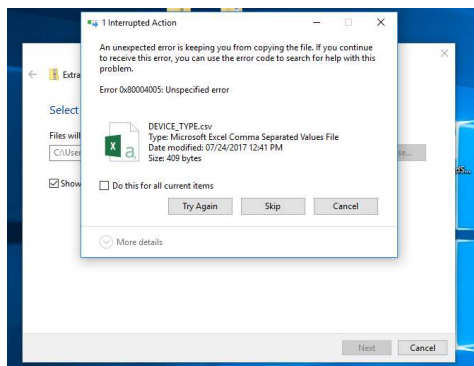 1 Interrupted Action
An unexpected error is keeping you from copying the file. If you continue
to receive this error, you can use the error code to search for help with this
problem.
Error 0x80004005: Unspecified error
DEVICE_TYPE.csv
Type: Microsoft Excel Comma Separated Values File
Date modified: 07/24/2017 12:41 PM
Size: 409 bytes
Do this for all current items
Try Again Skip Cancel
More details
Extra
Select
Files will
C:\User
Show
Next Cancel